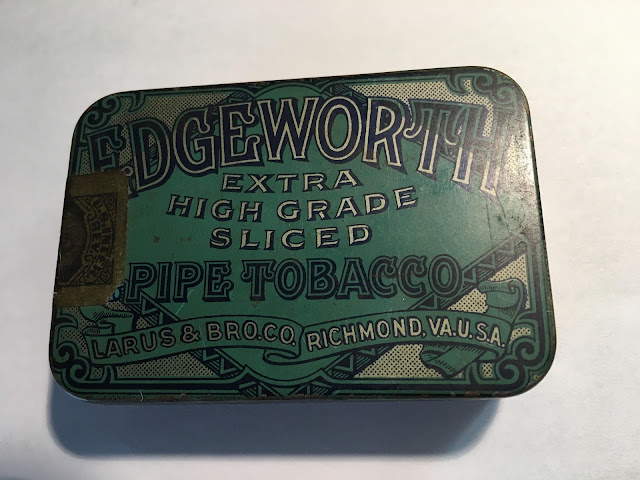 EDGEWORTH
EXTRA
HIGH GRADE
SLICED
PIPE TOBACCO
LARUS & BRO. CO. RICHMOND, VA. U.S.A.